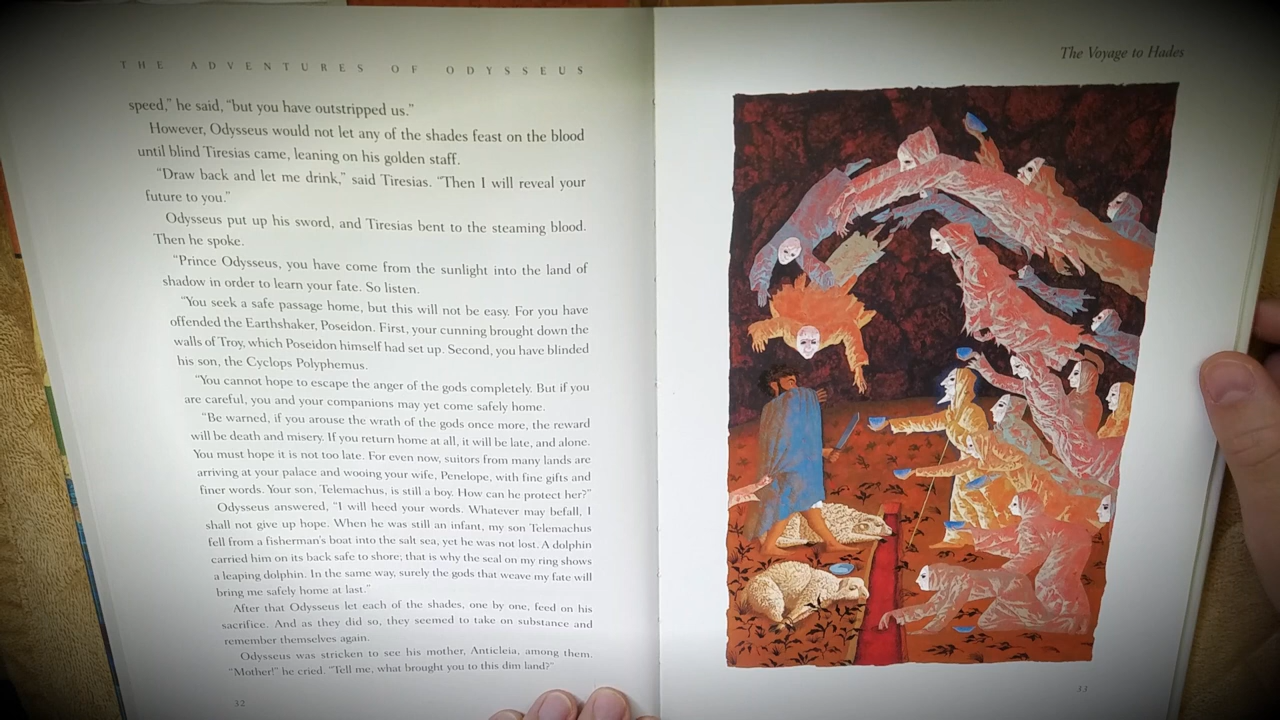 THE ADVENTURES OF ODYSSEUS
speed," he said, "but you have outstripped us."
However, Odysseus would not let any of the shades feast on the blood
until blind Tiresias came, leaning on his golden staff.
"Draw back and let me drink," said Tiresias. "Then I will reveal your
future to you."
Odysseus put up his sword, and Tiresias bent to the steaming blood.
Then he spoke.
"Prince Odysseus, you have come from the sunlight into the land of
shadow in order to learn your fate. So listen.
"You seek a safe passage home, but this will not be easy. For you have
offended the Earthshaker, Poseidon. First, your cunning brought down the
walls of Troy, which Poseidon himself had set up. Second, you have blinded
his son, the Cyclops Polyphemus.
"You cannot hope to escape the anger of the gods completely. But if you
are careful, you and your companions may yet come safely home.
"Be warned, if you arouse the wrath of the gods once more, the reward
will be death and misery. If you return home at all, it will be late, and alone.
You must hope it is not too late. For even now, suitors from many lands are
arriving at your palace and wooing your wife, Penelope, with fine gifts and
finer words. Your son, Telemachus, is still a boy. How can he protect her?"
Odysseus answered, "I will heed your words. Whatever may befall, I
shall not give up hope. When he was still an infant, my son Telemachus
fell from a fisherman's boat into the salt sea, yet he was not lost. A dolphin
carried him on its back safe to shore; that is why the seal on my ring shows
a leaping dolphin. In the same way, surely the gods that weave my fate will
bring me safely home at last."
After that Odysseus let each of the shades, one by one, feed on his
sacrifice. And as they did so, they seemed to take on substance and
remember themselves again.
Odysseus was stricken to see his mother, Anticleia, among them.
"Mother!" he cried. "Tell me, what brought you to this dim land?"
32
The Voyage to Hades
33